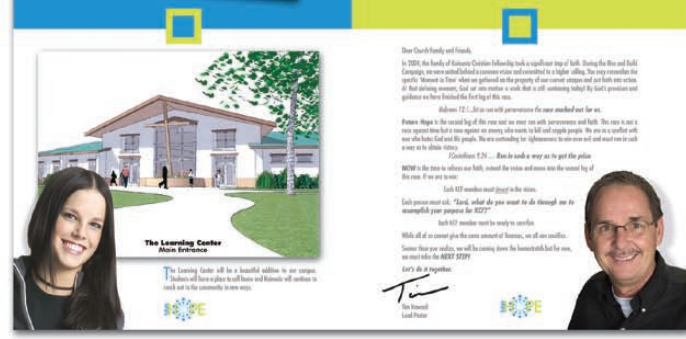 The Learning Center
Main Entrance
The Learning Center will be a beautiful addition to our campus.
Students will have a place to call home and Koinonia will continue to
reach out to the community in new ways.
HOPE
Dear Church Family and Friends,
In 2004, the family of Koinonia Christian Fellowship took a significant step of faith. During the Rise and Build
Campaign, we were united behind a common vision and committed to a higher calling. You may remember the
specific "Moment in Time" when we gathered on the property of our current campus and put faith into action.
At that defining moment, God set into motion a work that is still continuing today! By God's provision and
guidance we have finished the first leg of this race.
Hebrews 12:1...let us run with perseverance the race marked out for us.
Future Hope is the second leg of this race and we must run with perseverance and faith. This race is not a
race against time but a race against an enemy who wants to kill and cripple people. We are in a conflict with
one who hates God and His people. We are contending for righteousness to win over evil and must run in such
a way as to obtain victory.
1Corinthians 9:24 ... Run in such a way as to get the prize.
NOW is the time to refocus our faith, extend the vision and move into the second leg of
this race. If we are to win:
Each KCF member must invest in the vision.
Each person must ask: "Lord, what do you want to do through me to
accomplish your purpose for KCF?"
Each KCF member must be ready to sacrifice.
While all of us cannot give the same amount of finances, we all can sacrifice.
Sooner than you realize, we will be coming down the homestretch but for now,
we must take the NEXT STEP!
Let's do it together.
Tim
Tim Howard
Lead Pastor
HOPE